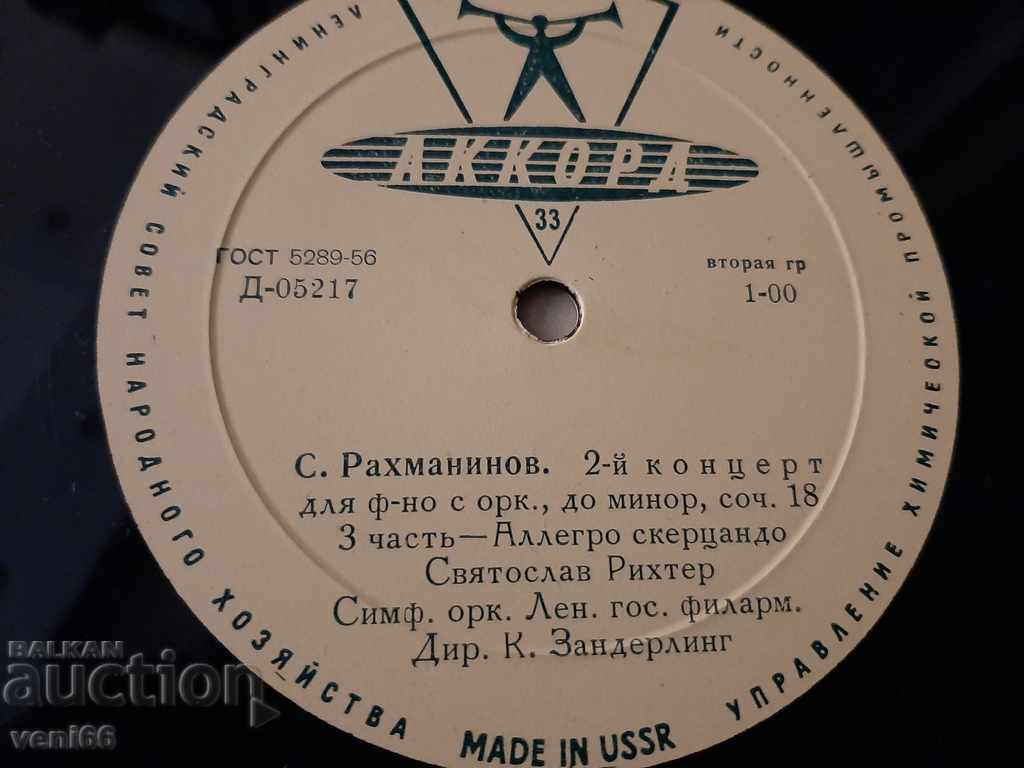 ЛЕНИНГРАДСКИЙ СОВЕТ НАРОДНОГО ХОЗЯЙСТВА
УПРАВЛЕНИЕ ХИМИЧЕСКОЙ ПРОМЫШЛЕННОСТИ
АККОРД
33
ГОСТ 5289-56
Д-05217
вторая гр
1-00
С. Рахманинов. 2-й концерт
для ф-но с орк., до минор, соч. 18
3 часть—Аллегро скерцандо
Святослав Рихтер
Симф. орк. Лен. гос. филарм.
Дир. К. Зандерлинг
MADE IN USSR
BALKAN
auction
veni66